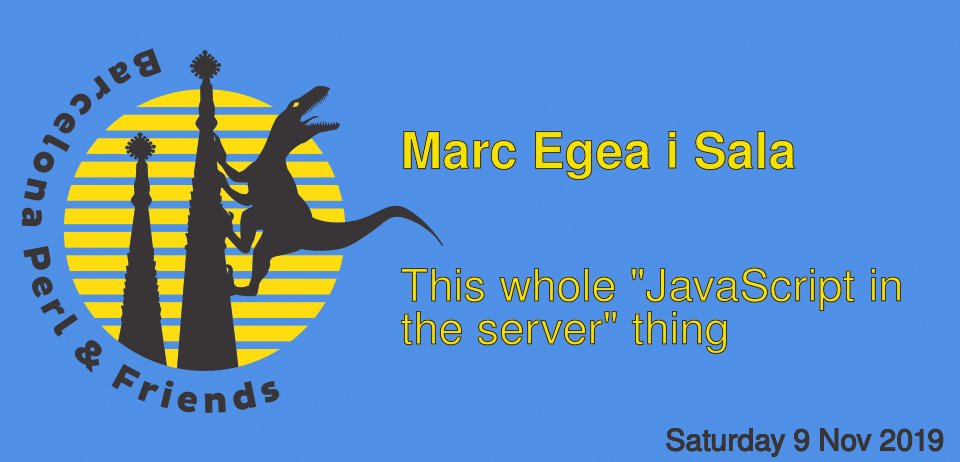 Barcelona Perl & Friends
Marc Egea i Sala
This whole "JavaScript in
the server" thing
Saturday 9 Nov 2019